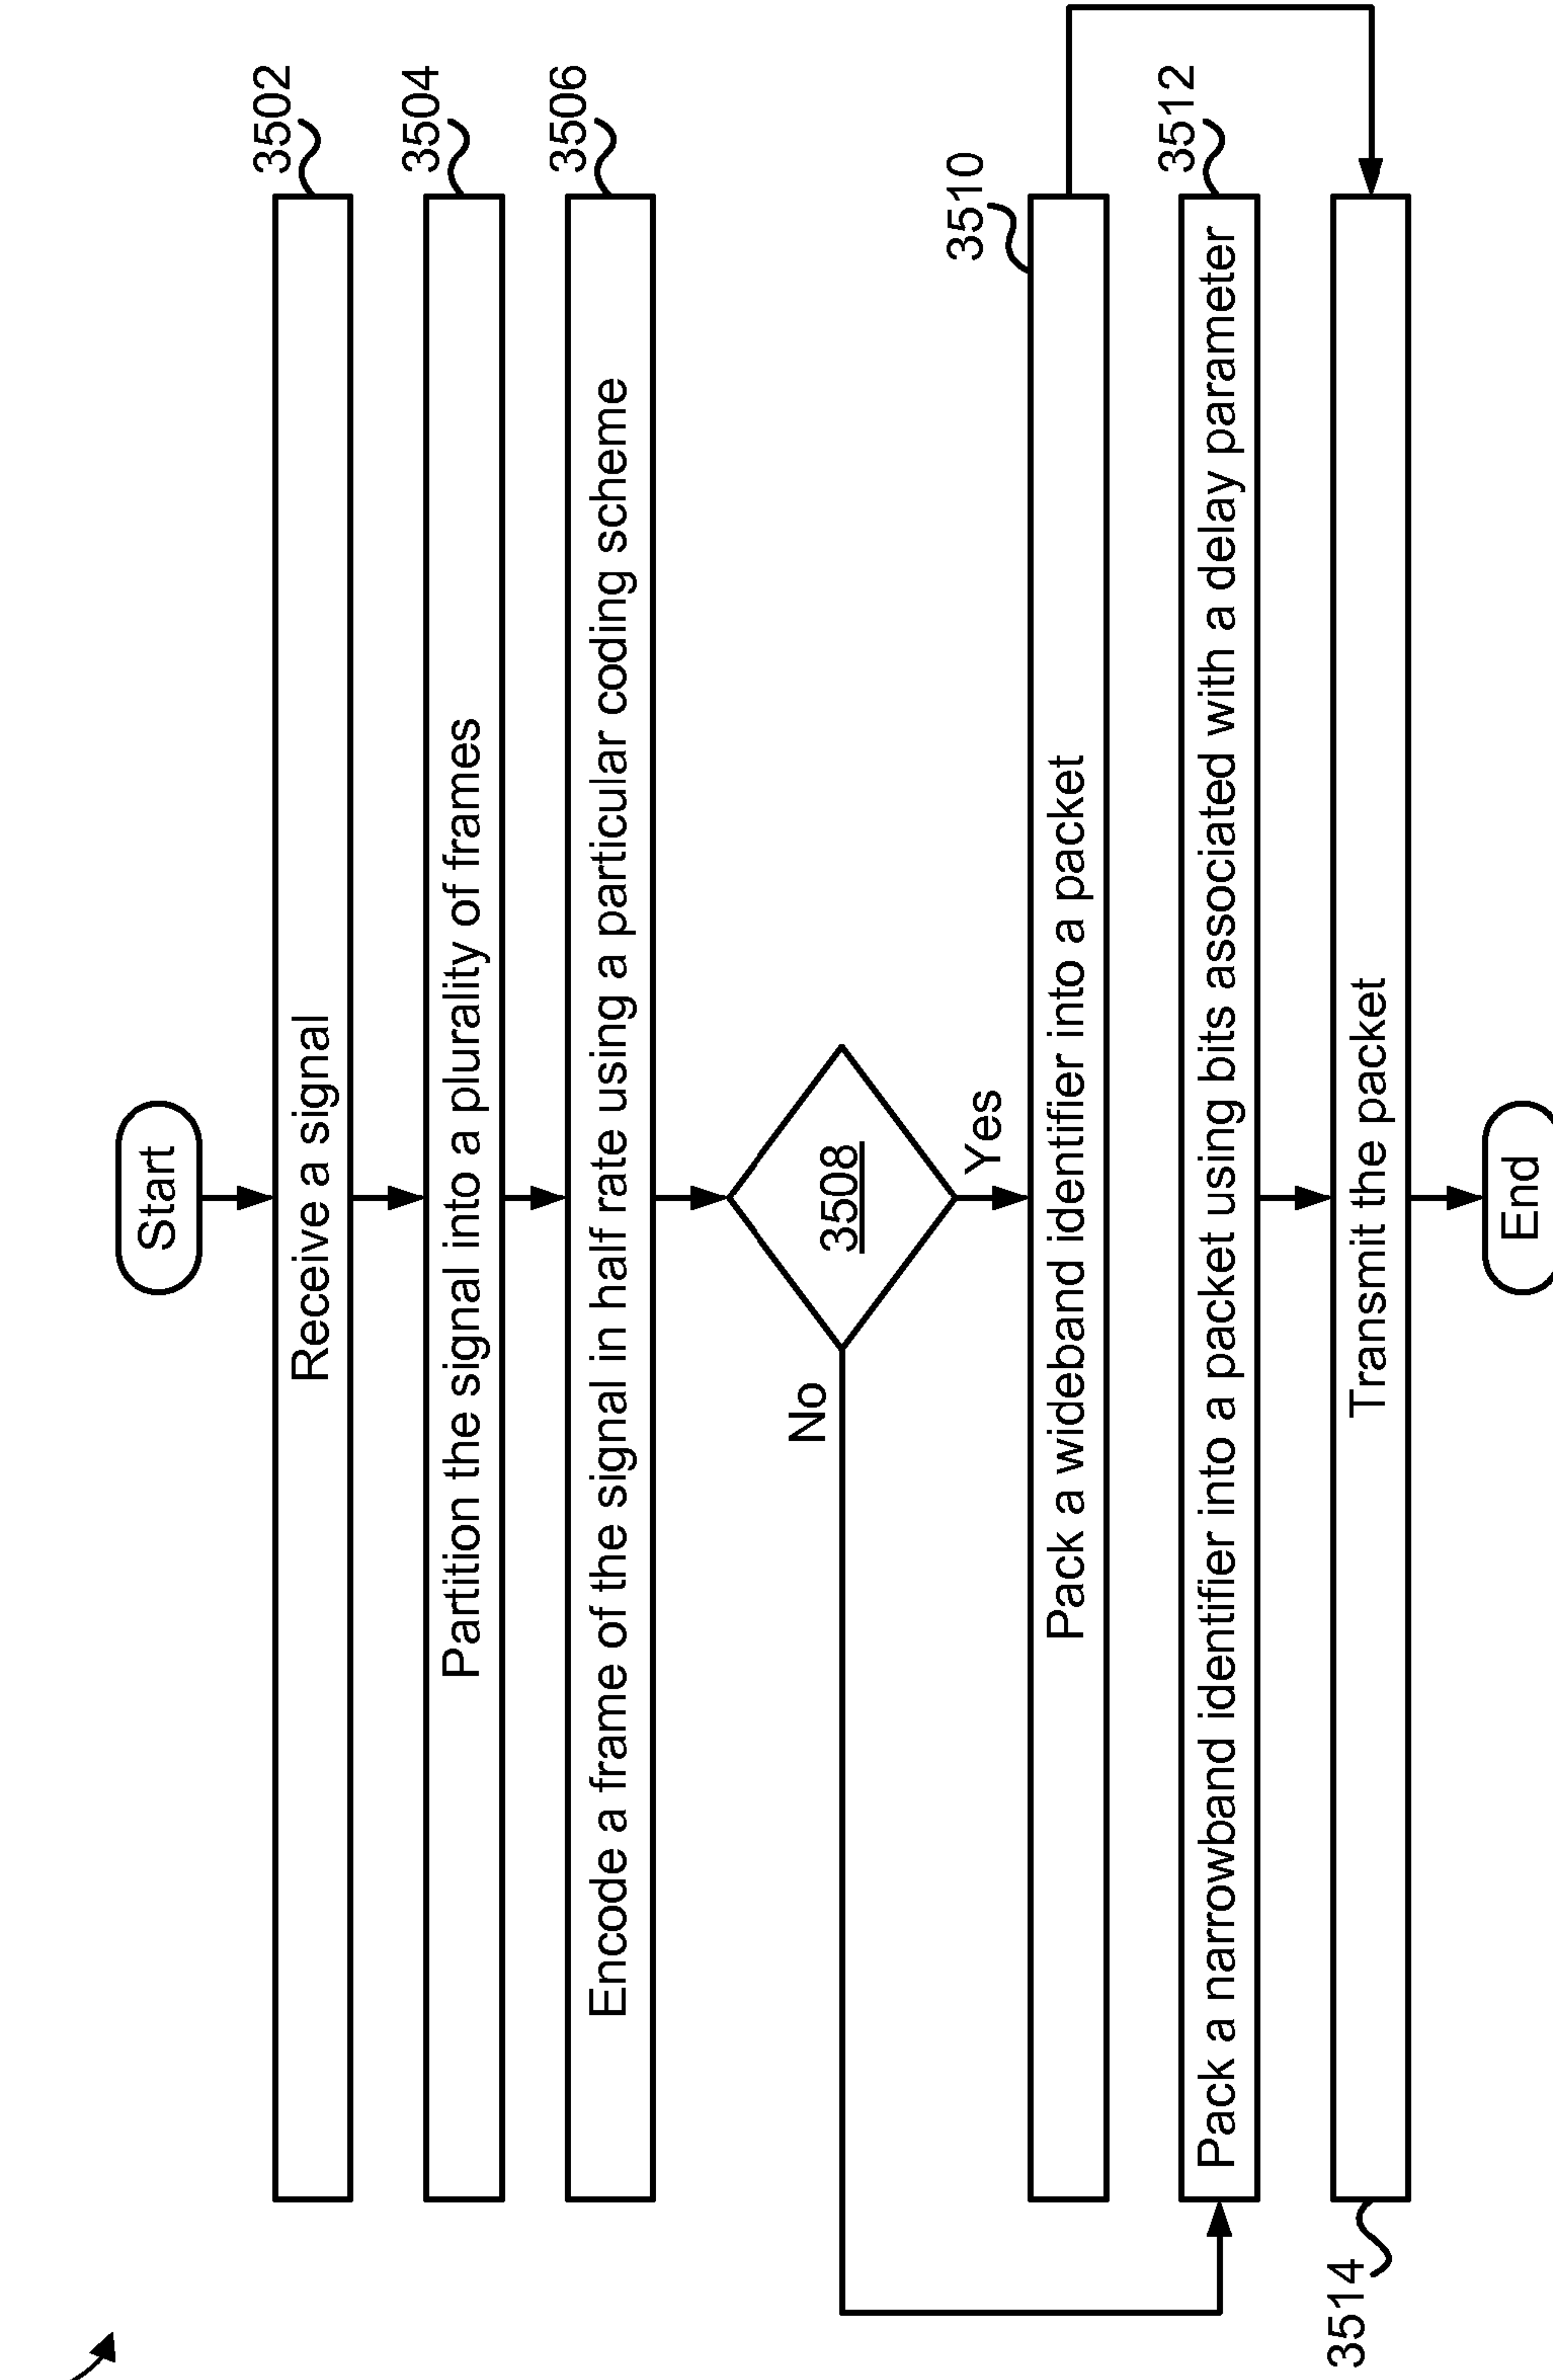 Start
3502
Receive a signal
3504
Partition the signal into a plurality of frames
3506
Encode a frame of the signal in half rate using a particular coding scheme
3508
No
Yes
3510
Pack a wideband identifier into a packet
3512
Pack a narrowband identifier into a packet using bits associated with a delay parameter
Transmit the packet
3514
End